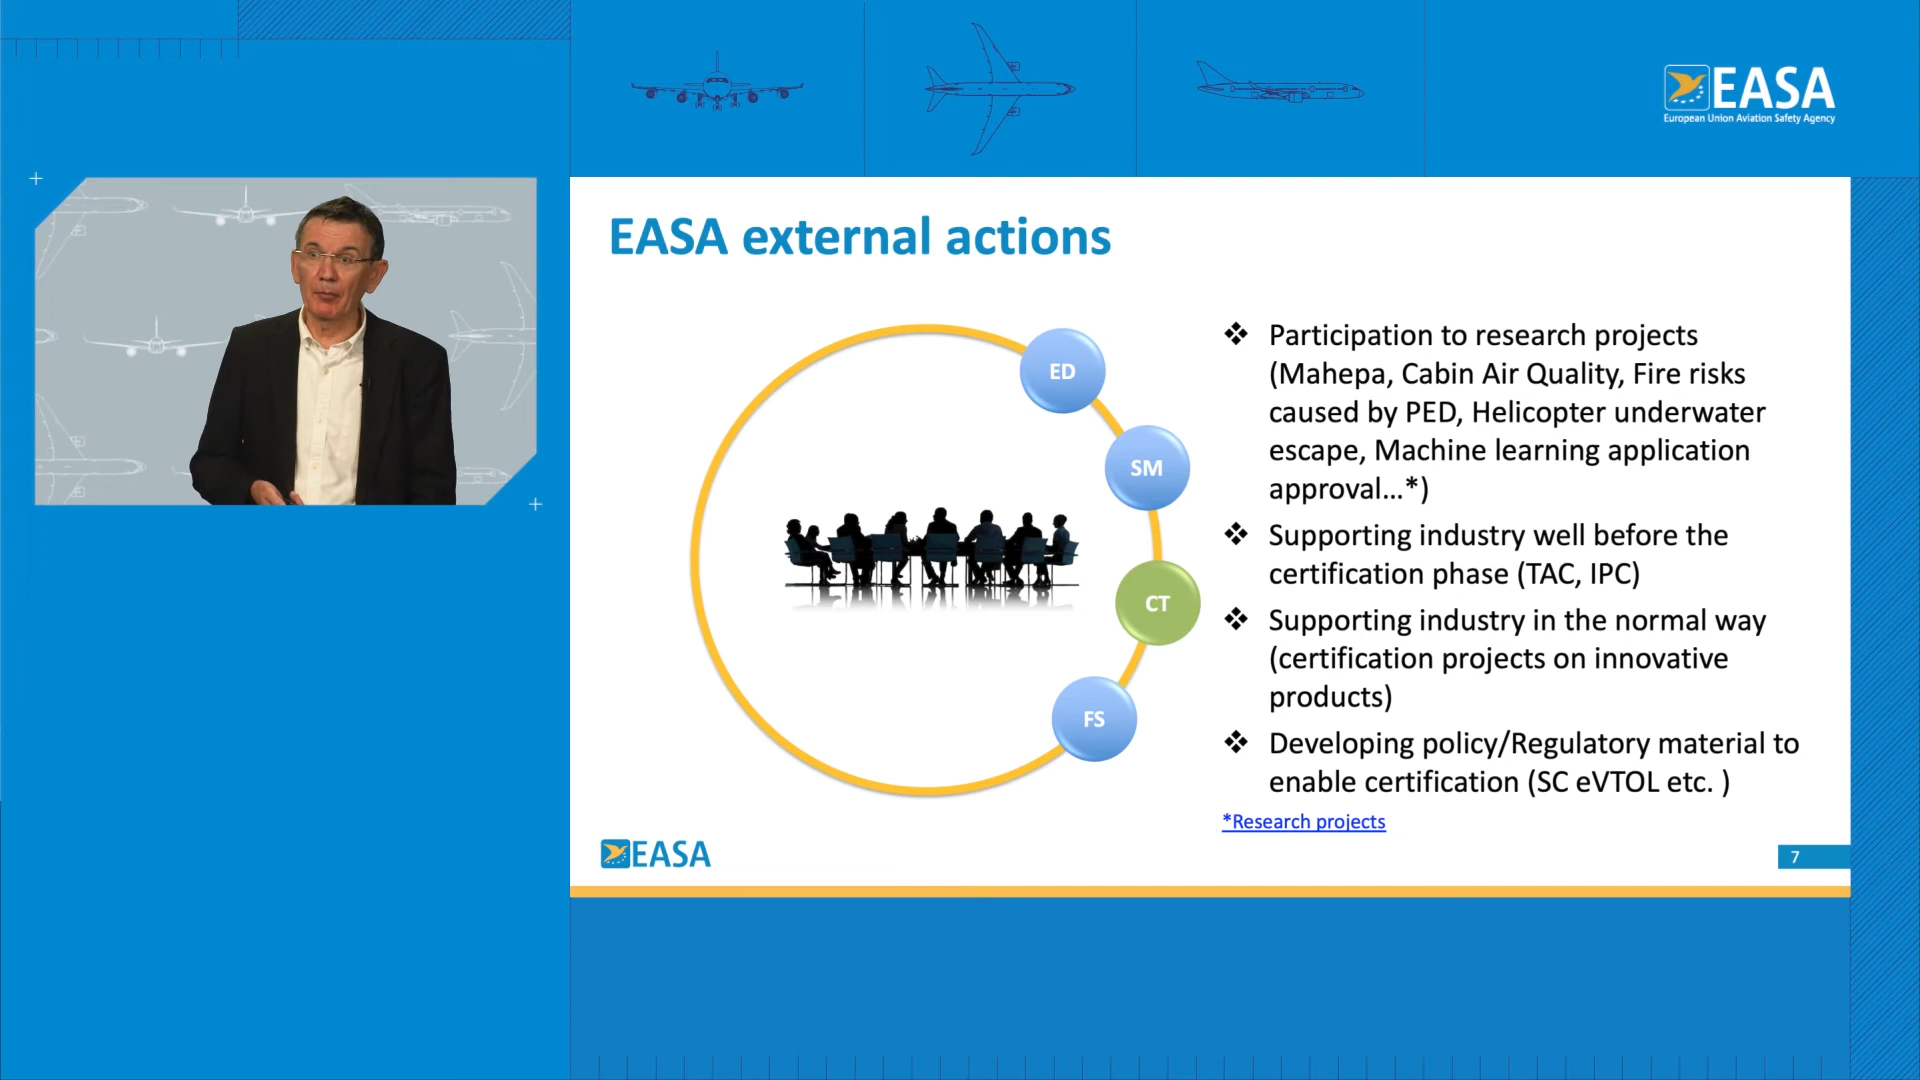 EASA
European Union Aviation Safety Agency
EASA external actions
ED
SM
CT
FS
❖ Participation to research projects
(Mahepa, Cabin Air Quality, Fire risks
caused by PED, Helicopter underwater
escape, Machine learning application
approval...*)
❖ Supporting industry well before the
certification phase (TAC, IPC)
❖ Supporting industry in the normal way
(certification projects on innovative
products)
❖ Developing policy/Regulatory material to
enable certification (SC eVTOL etc. )
*Research projects
EASA
7